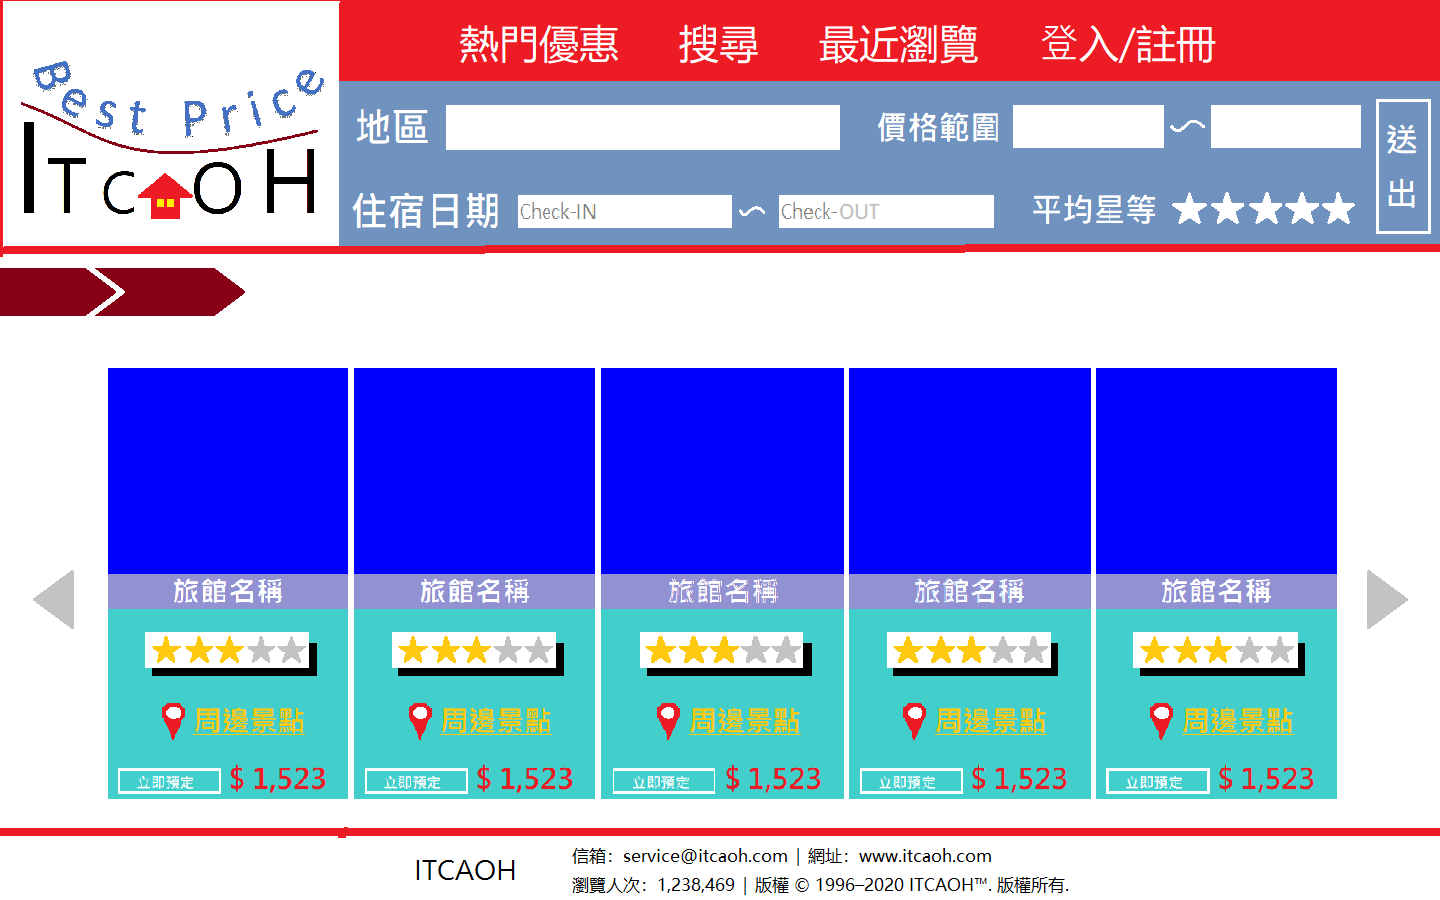 Best Price
ITCAOH
熱門優惠 搜尋 最近瀏覽 登入/註冊
地區 價格範圍 ～
住宿日期 Check-IN ～ Check-OUT 平均星等
送出
旅館名稱 旅館名稱 旅館名稱 旅館名稱 旅館名稱
周邊景點 周邊景點 周邊景點 周邊景點 周邊景點
立即預定 $ 1,523 立即預定 $ 1,523 立即預定 $ 1,523 立即預定 $ 1,523 立即預定 $ 1,523
ITCAOH
信箱：service@itcaoh.com | 網址：www.itcaoh.com
瀏覽人次：1,238,469 | 版權 © 1996–2020 ITCAOH™. 版權所有.